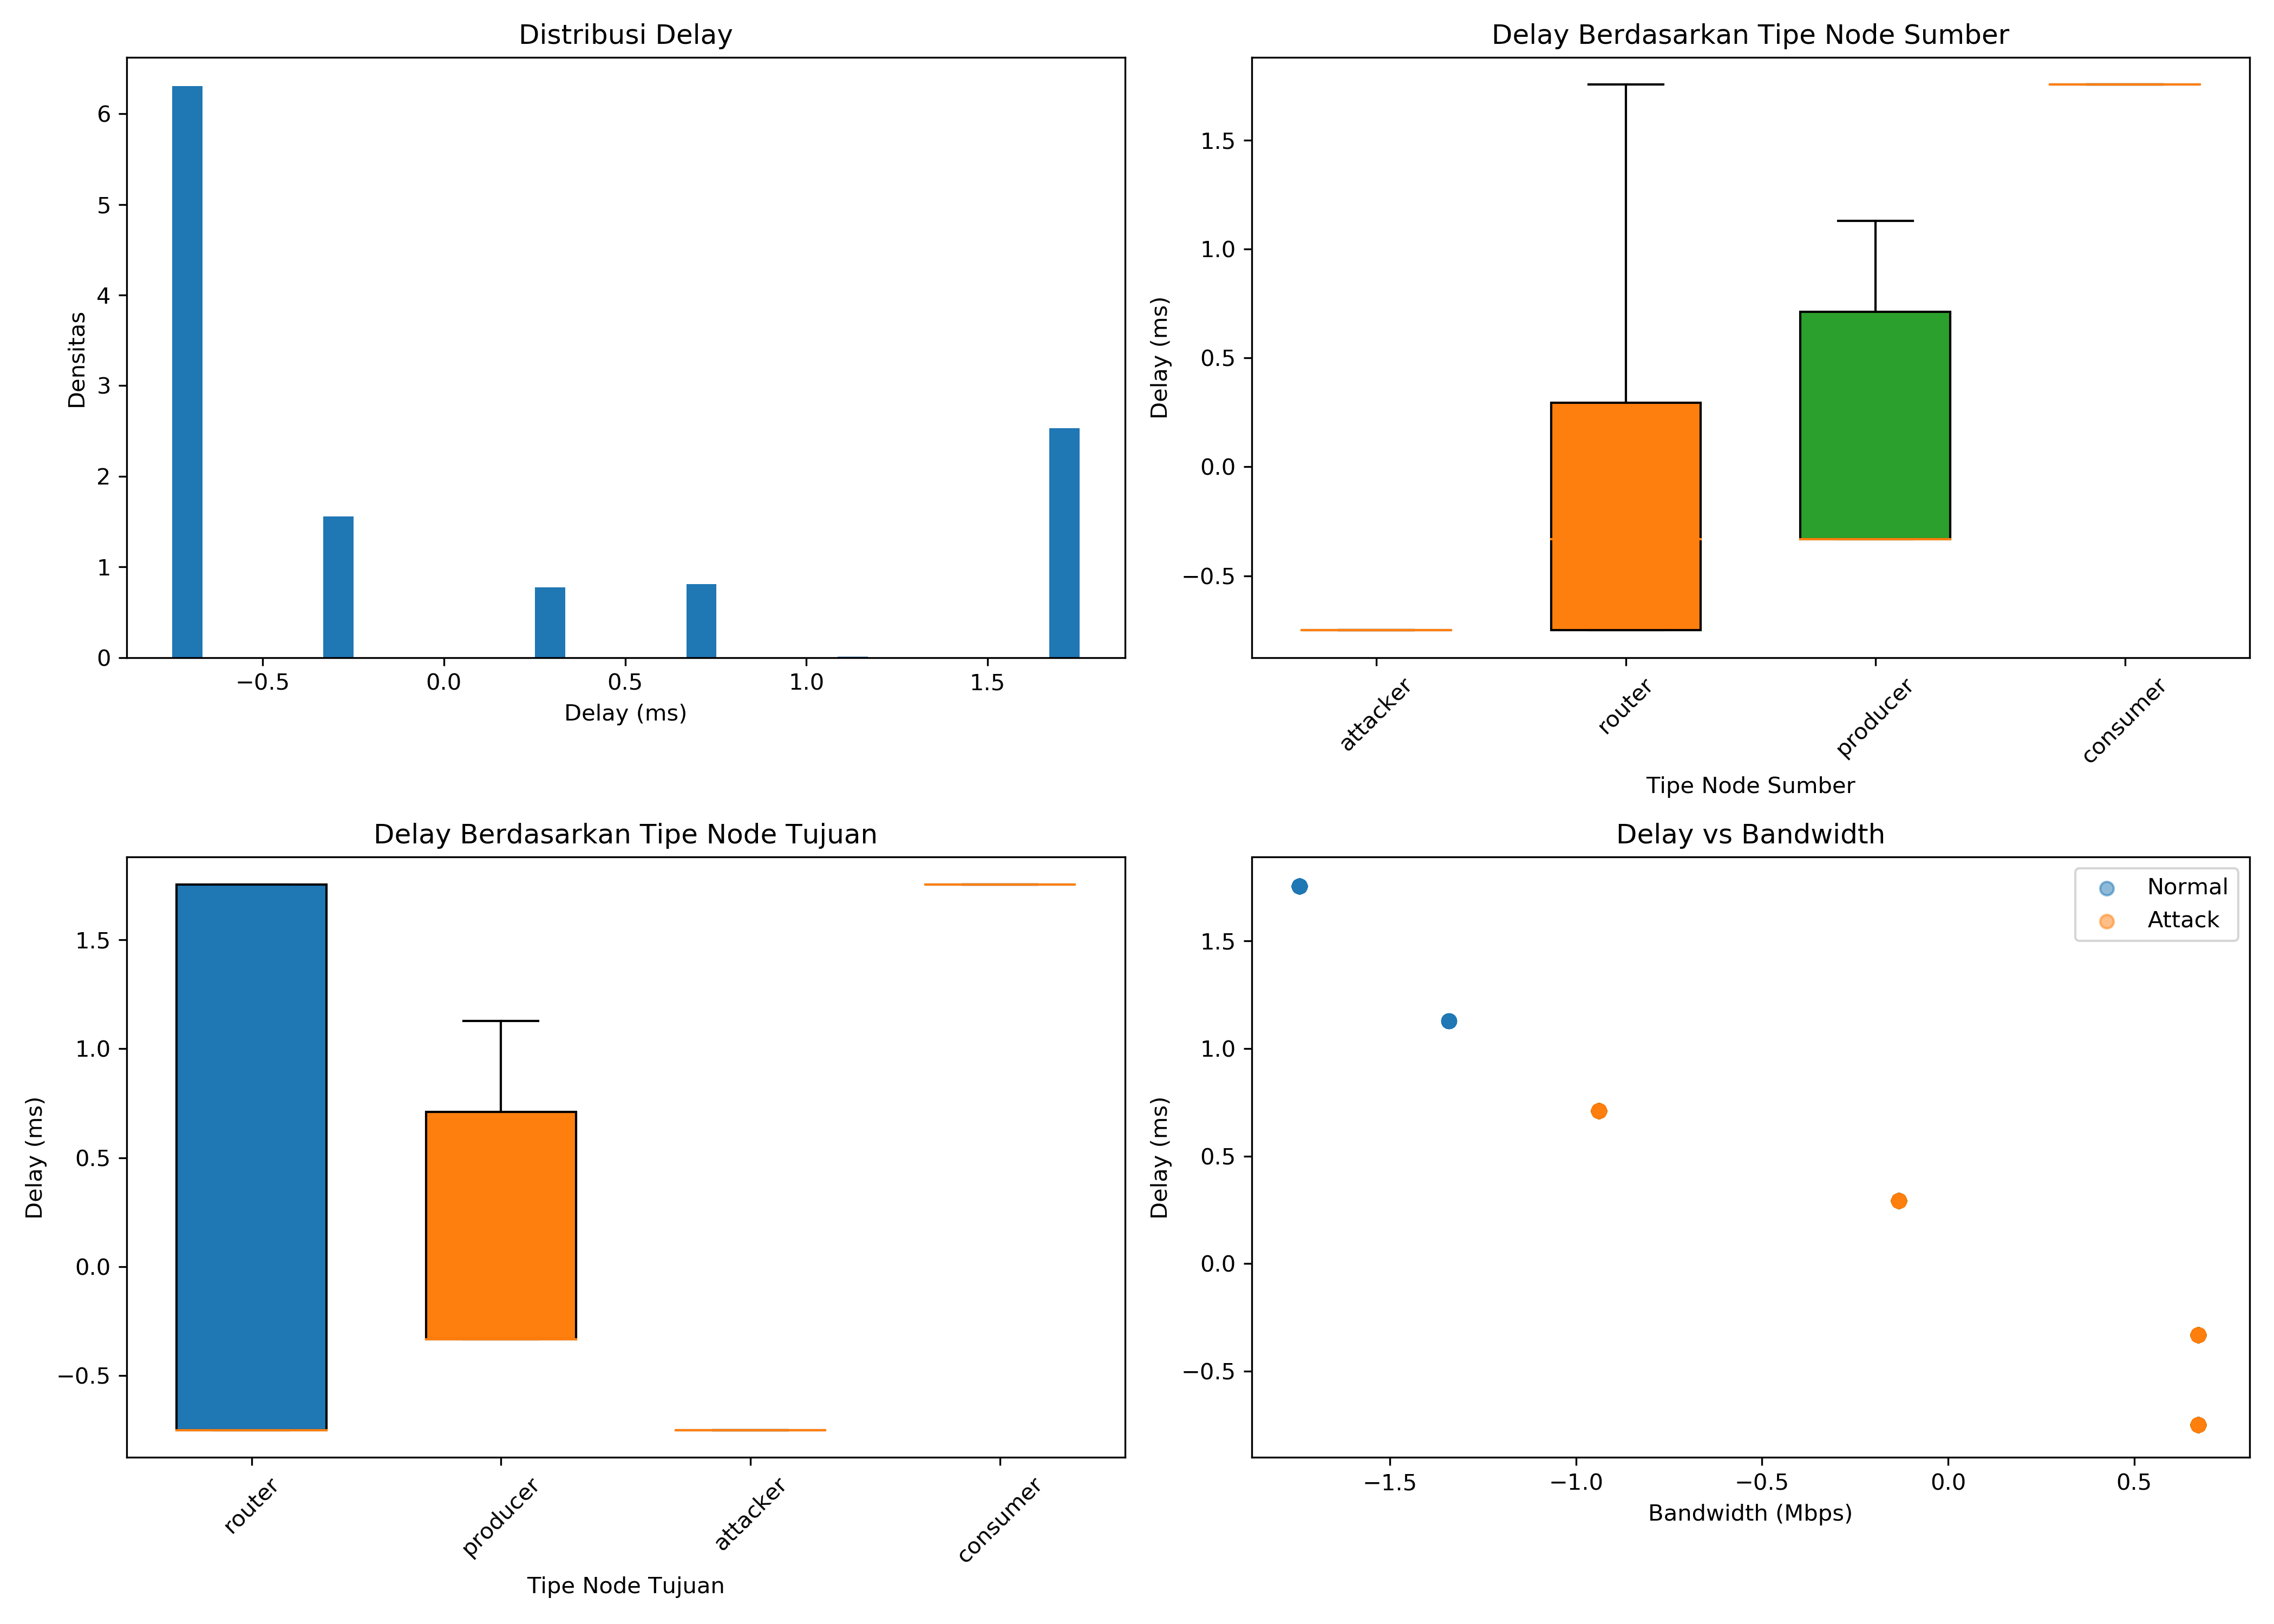 Distribusi Delay
6
5
4
3
2
1
0
Densitas
−0.5
0.0
0.5
1.0
1.5
Delay (ms)
Delay Berdasarkan Tipe Node Sumber
1.5
1.0
0.5
0.0
−0.5
Delay (ms)
attacker
router
producer
consumer
Tipe Node Sumber
Delay Berdasarkan Tipe Node Tujuan
1.5
1.0
0.5
0.0
−0.5
Delay (ms)
router
producer
attacker
consumer
Tipe Node Tujuan
Delay vs Bandwidth
Normal
Attack
1.5
1.0
0.5
0.0
−0.5
Delay (ms)
−1.5
−1.0
−0.5
0.0
0.5
Bandwidth (Mbps)